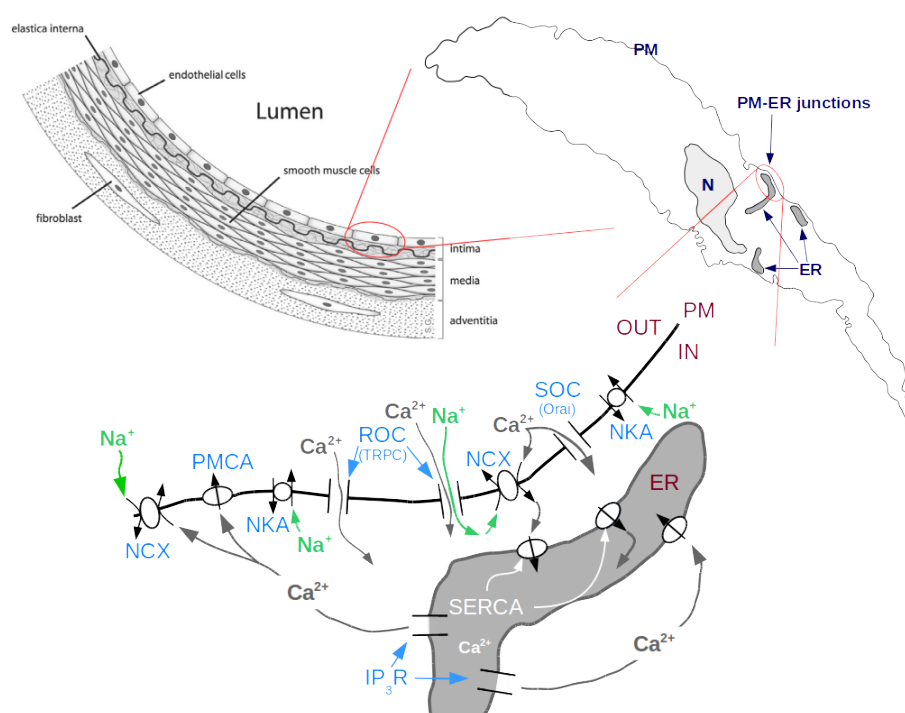 elastica interna
endothelial cells
Lumen
smooth muscle cells
fibroblast
intima
media
adventitia
S.G.
PM
PM-ER junctions
N
ER
OUT
PM
IN
SOC
(Orai)
Na⁺
NKA
Ca²⁺
Na⁺
Ca²⁺
ROC
(TRPC)
Ca²⁺
NCX
Na⁺
PMCA
NKA
Na⁺
NCX
ER
Ca²⁺
SERCA
Ca²⁺
Ca²⁺
IP₃R